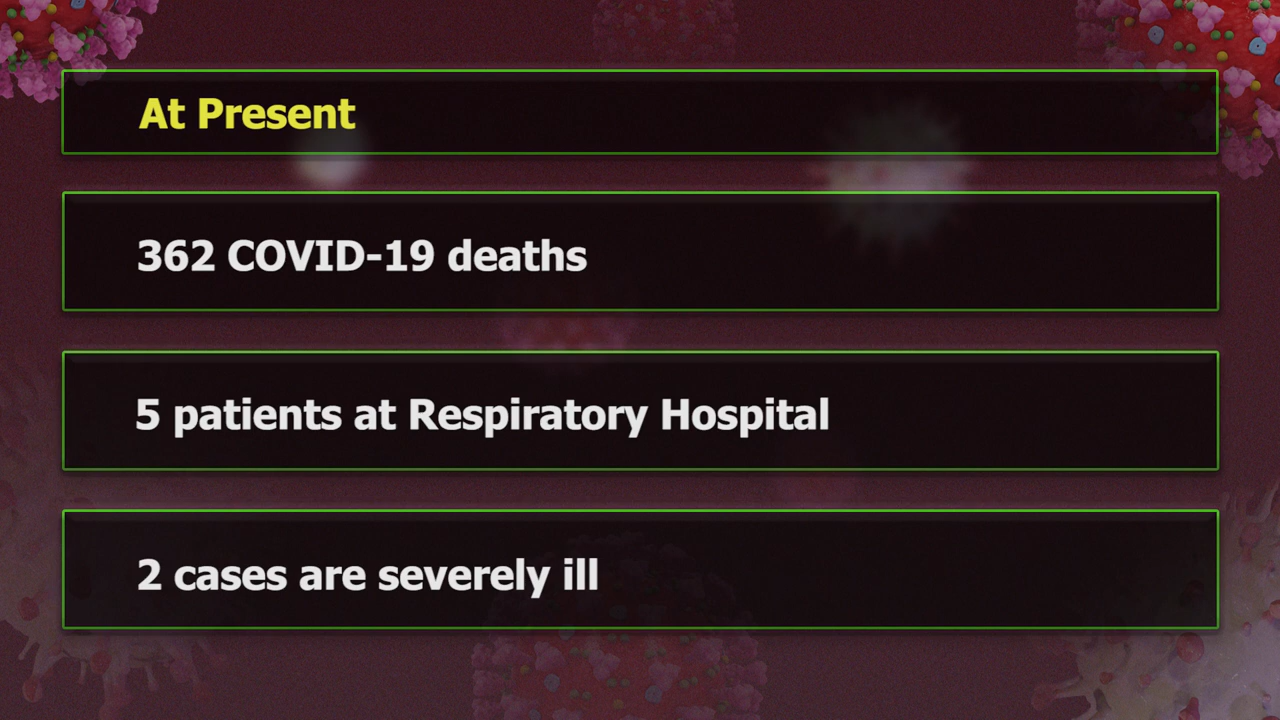 At Present
362 COVID-19 deaths
5 patients at Respiratory Hospital
2 cases are severely ill